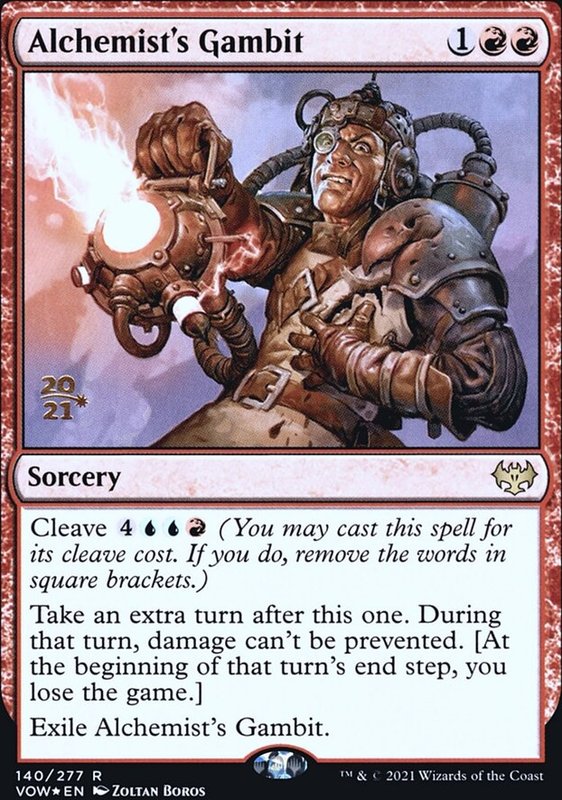 Alchemist's Gambit 1
20
21
Sorcery
Cleave 4 (You may cast this spell for
its cleave cost. If you do, remove the words in
square brackets.)
Take an extra turn after this one. During
that turn, damage can't be prevented. [At
the beginning of that turn's end step, you
lose the game.]
Exile Alchemist's Gambit.
140/277 R
VOW★EN Zoltan Boros
™ & © 2021 Wizards of the Coast